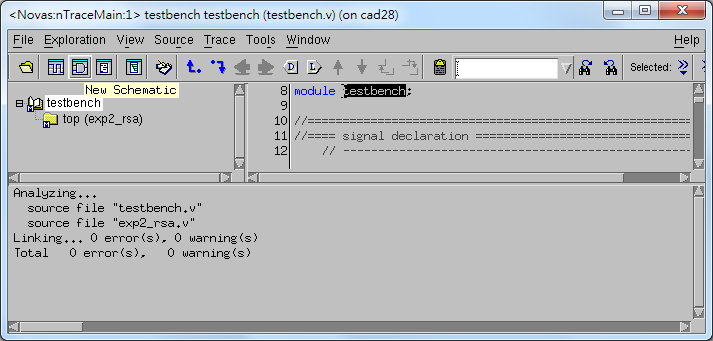 <Novas:nTraceMain:1> testbench testbench (testbench.v) (on cad28)
File Exploration Source Trace Tools Window Help
D L Selected:
New Schematic
testbench
top (exp2_rsa)
8 module testbench;
9
10 //=====================================================
11 //==== signal declaration =============================
12 // ------------------------------------------------
Analyzing...
source file "testbench.v"
source file "exp2_rsa.v"
Linking... 0 error(s), 0 warning(s)
Total 0 error(s), 0 warning(s)